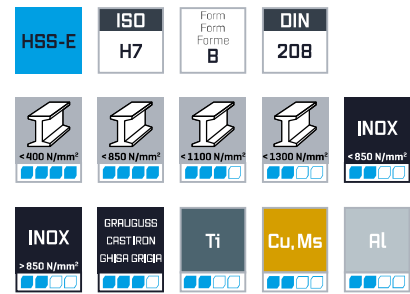 HSS-E
ISO
H7
Form
Form
Forme
B
DIN
208
<400 N/mm²
<850 N/mm²
<1100 N/mm²
<1300 N/mm²
INOX
<850 N/mm²
INOX
>850 N/mm²
GRAUGUSS
CAST IRON
GHISA GRIGIA
Ti
Cu, Ms
Al